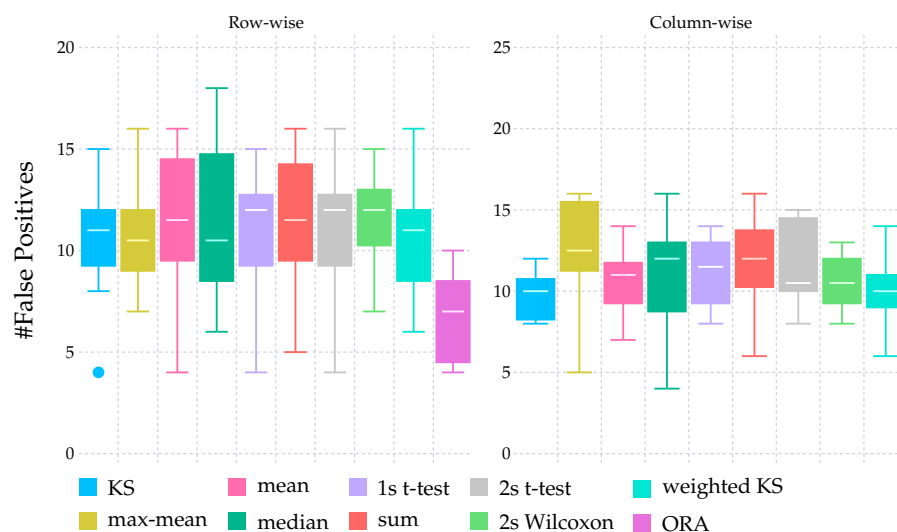 Row-wise
Column-wise
#False Positives
20
15
10
5
0
25
20
15
10
5
0
KS
mean
1s t-test
2s t-test
weighted KS
max-mean
median
sum
2s Wilcoxon
ORA